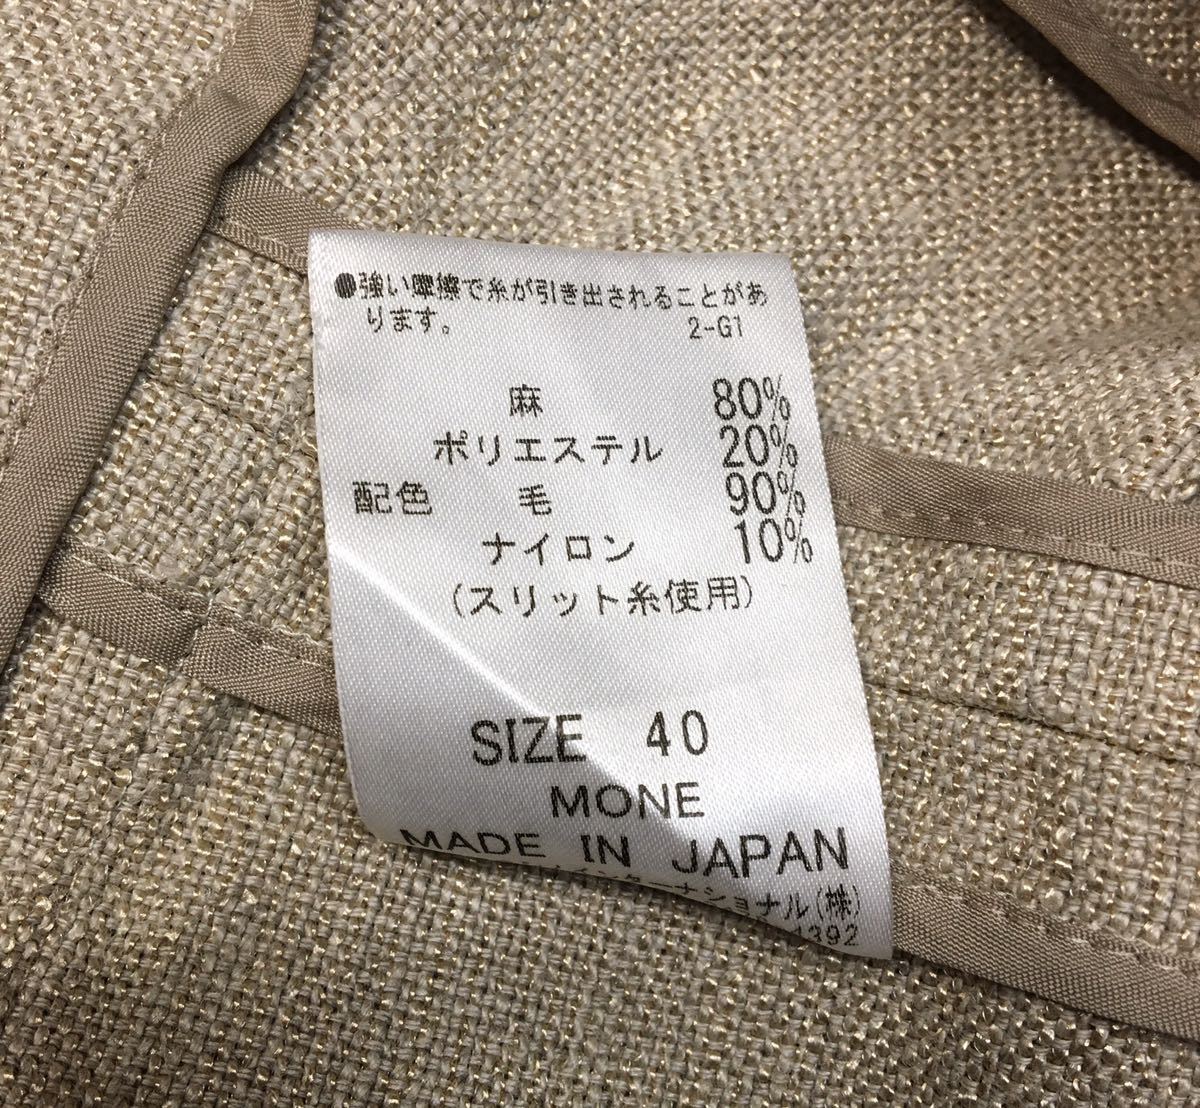 ●強い摩擦で糸が引き出されることがあ
ります。 2-G1
麻 80%
ポリエステル 20%
配色 毛 90%
ナイロン 10%
(スリット糸使用)
SIZE 40
MONE
MADE IN JAPAN
インターナショナル(株)
4392